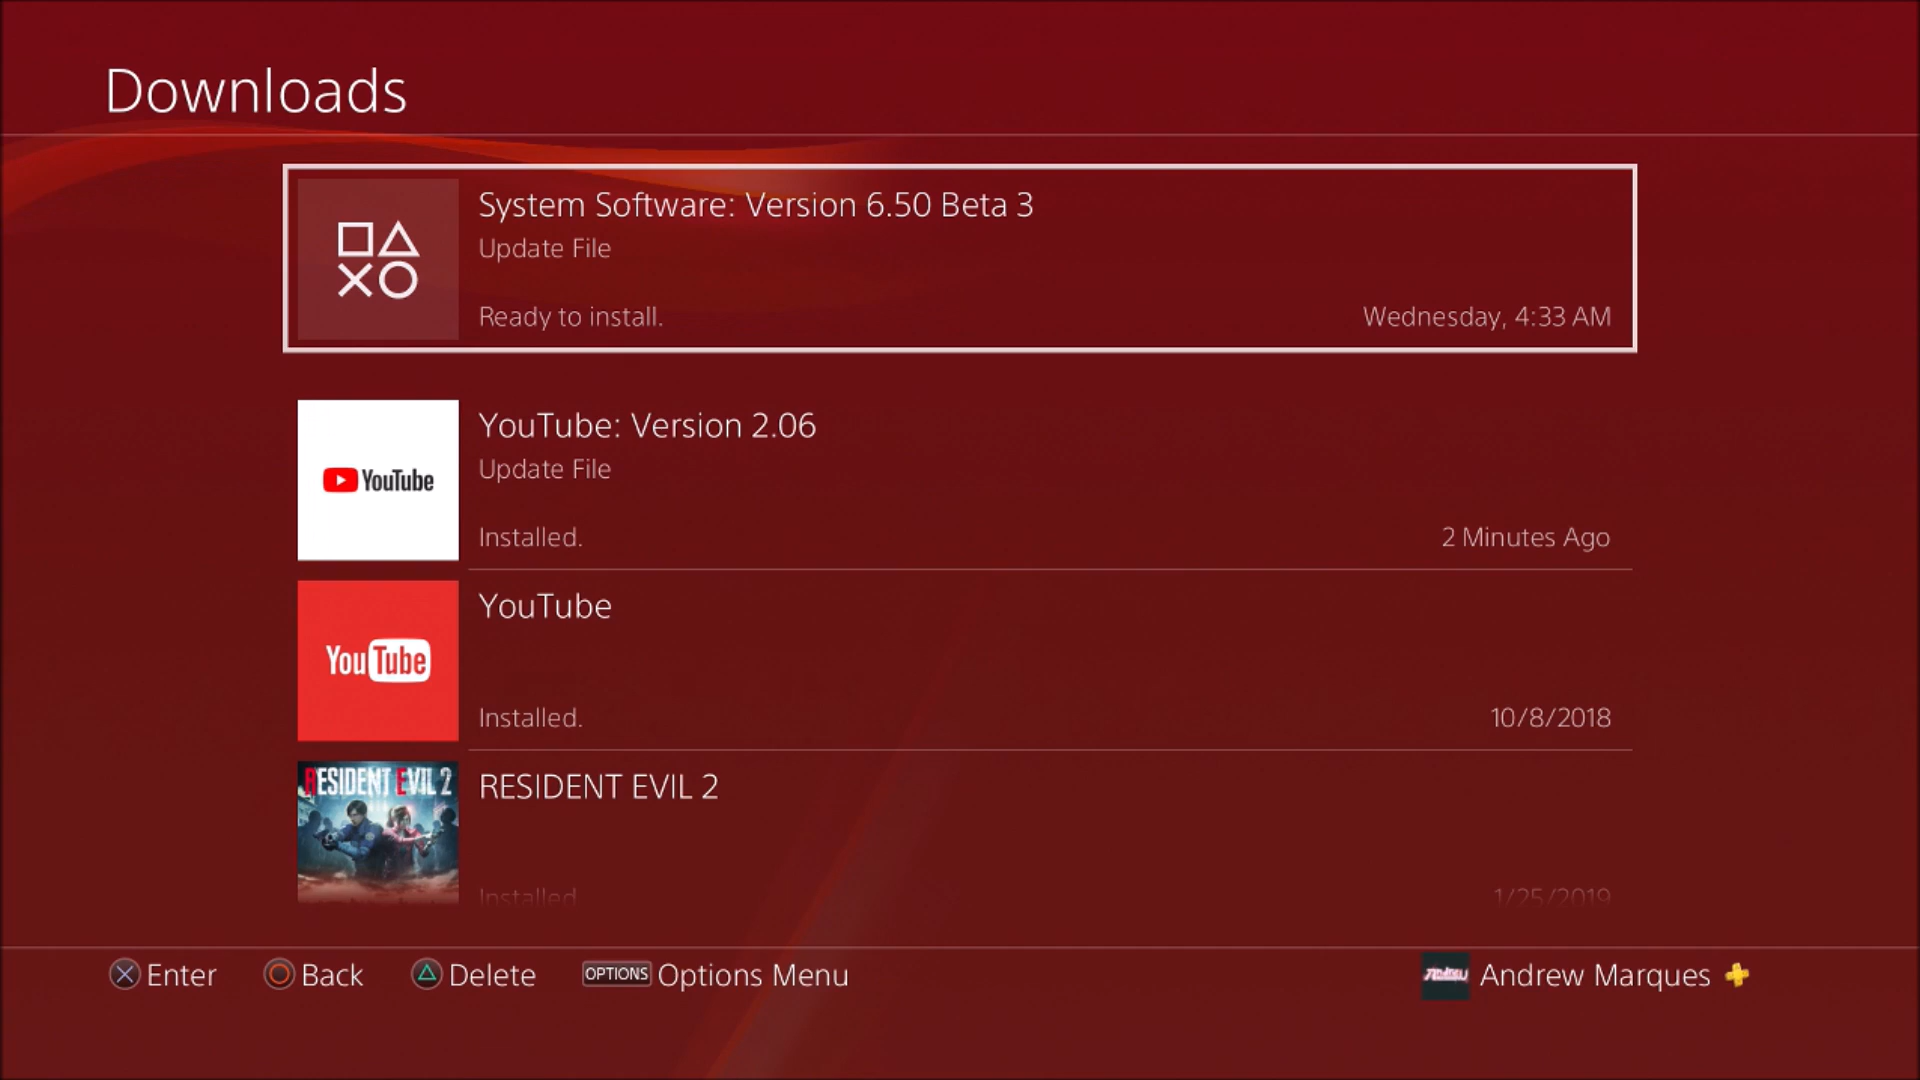 Downloads
System Software: Version 6.50 Beta 3
Update File
Ready to install.
Wednesday, 4:33 AM
YouTube
YouTube: Version 2.06
Update File
Installed.
2 Minutes Ago
YouTube
YouTube
Installed.
10/8/2018
RESIDENT EVIL 2
RESIDENT EVIL 2
Installed
1/25/2019
Enter
Back
Delete
OPTIONS Options Menu
Andrew Marques